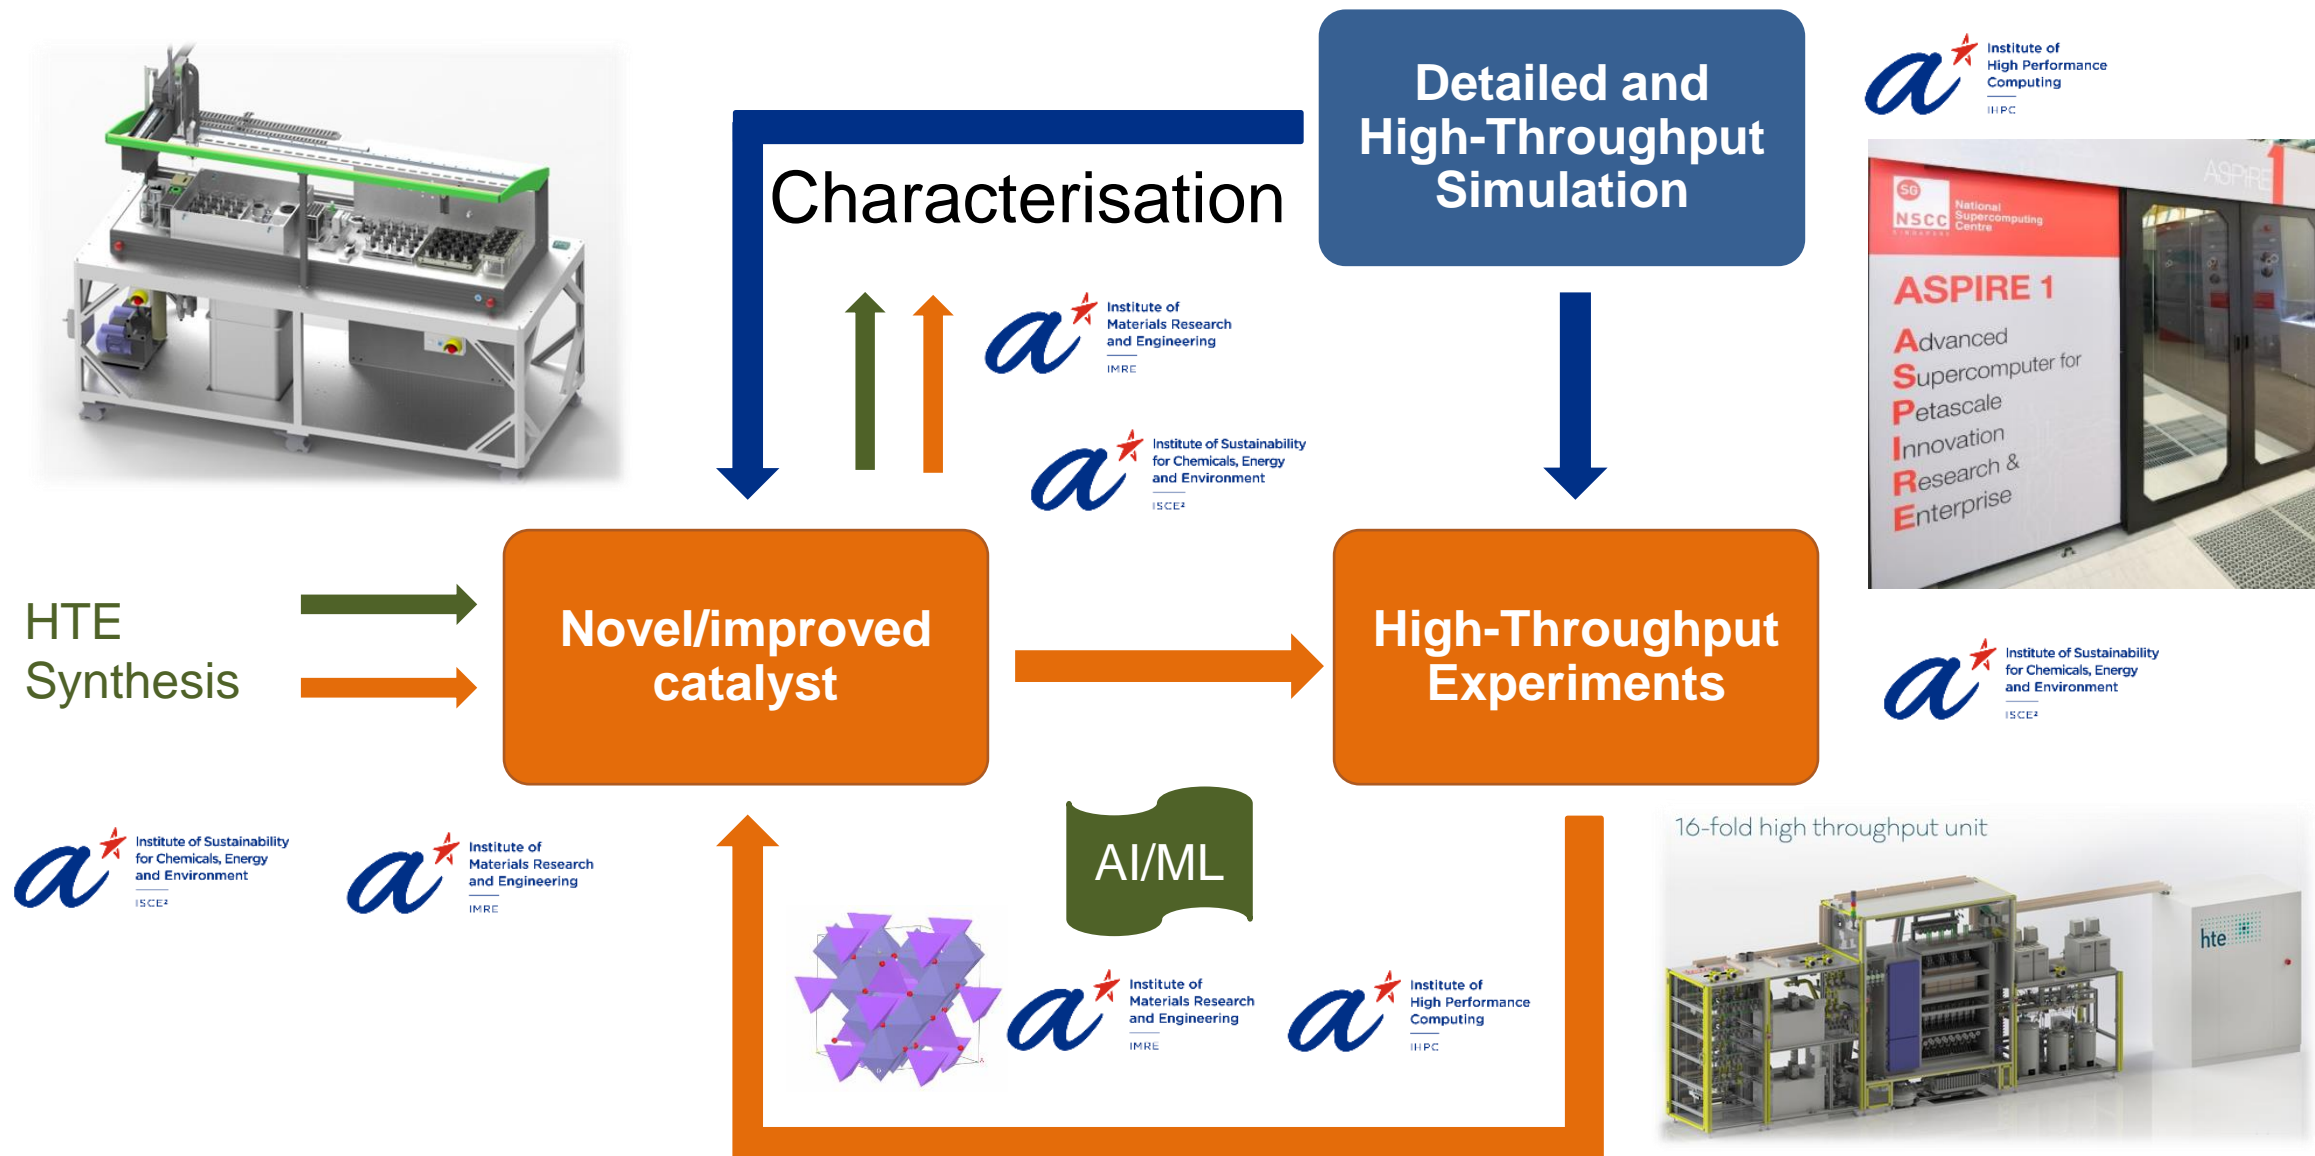 Detailed and
High-Throughput
Simulation
Institute of
High Performance
Computing
IHPC
Characterisation
ASPIRE 1
SG
NSCC
SINGAPORE
National
Supercomputing
Centre
ASPIRE 1
Advanced
Supercomputer for
Petascale
Innovation
Research &
Enterprise
Institute of
Materials Research
and Engineering
IMRE
Institute of Sustainability
for Chemicals, Energy
and Environment
ISCE²
HTE
Synthesis
Novel/improved
catalyst
High-Throughput
Experiments
Institute of Sustainability
for Chemicals, Energy
and Environment
ISCE²
Institute of Sustainability
for Chemicals, Energy
and Environment
ISCE²
Institute of
Materials Research
and Engineering
IMRE
AI/ML
16-fold high throughput unit
hte
Institute of
Materials Research
and Engineering
IMRE
Institute of
High Performance
Computing
IHPC